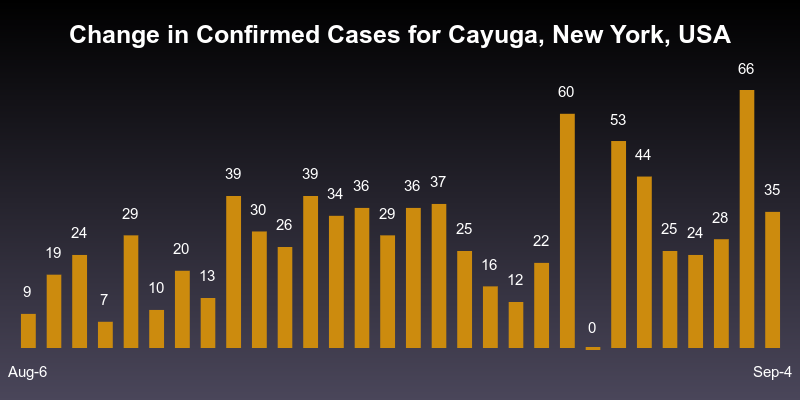 Change in Confirmed Cases for Cayuga, New York, USA
9 19 24 7 29 10 20 13 39 30 26 39 34 36 29 36 37 25 16 12 22 60 0 53 44 25 24 28 66 35
Aug-6 Sep-4